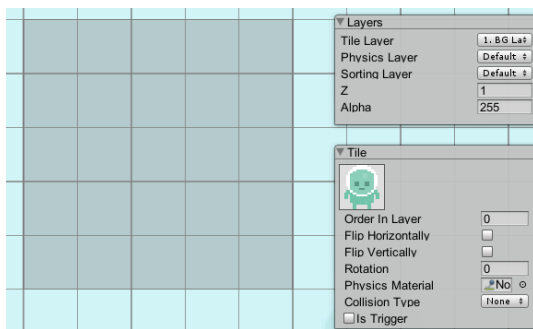 Layers
Tile Layer 1. BG La
Physics Layer Default
Sorting Layer Default
Z 1
Alpha 255
Tile
Order In Layer 0
Flip Horizontally
Flip Vertically
Rotation 0
Physics Material No
Collision Type None
Is Trigger